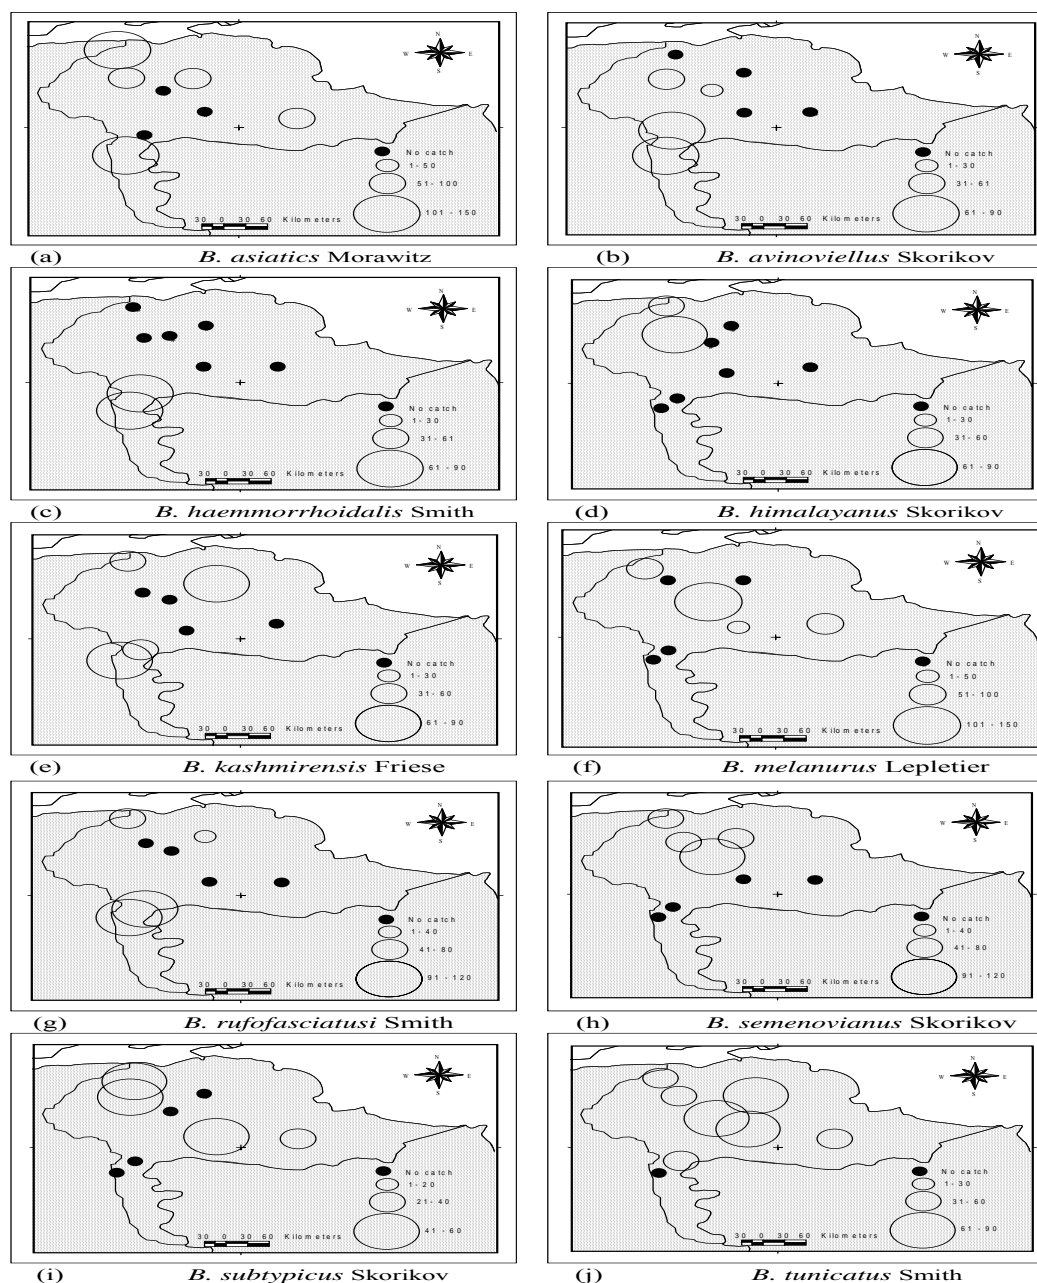 N
W E
S
No catch
1-50
51-100
101-150
30 0 30 60 Kilometers
(a) B. asiatics Morawitz
N
W E
S
No catch
1-30
31-61
61-90
30 0 30 60 Kilometers
(b) B. avinoviellus Skorikov
N
W E
S
No catch
1-30
31-61
61-90
30 0 30 60 Kilometers
(c) B. haemmorrhoidalis Smith
N
W E
S
No catch
1-30
31-60
61-90
30 0 30 60 Kilometers
(d) B. himalayanus Skorikov
N
W E
S
No catch
1-30
31-60
61-90
30 0 30 60 Kilometers
(e) B. kashmirensis Friese
N
W E
S
No catch
1-50
51-100
101-150
30 0 30 60 Kilometers
(f) B. melanurus Lepletier
N
W E
S
No catch
1-40
41-80
91-120
30 0 30 60 Kilometers
(g) B. rufofasciatusi Smith
N
W E
S
No catch
1-40
41-80
91-120
30 0 30 60 Kilometers
(h) B. semenovianus Skorikov
N
W E
S
No catch
1-20
21-40
41-60
30 0 30 60 Kilometers
(i) B. subtypicus Skorikov
N
W E
S
No catch
1-30
31-60
61-90
30 0 30 60 Kilometers
(j) B. tunicatus Smith